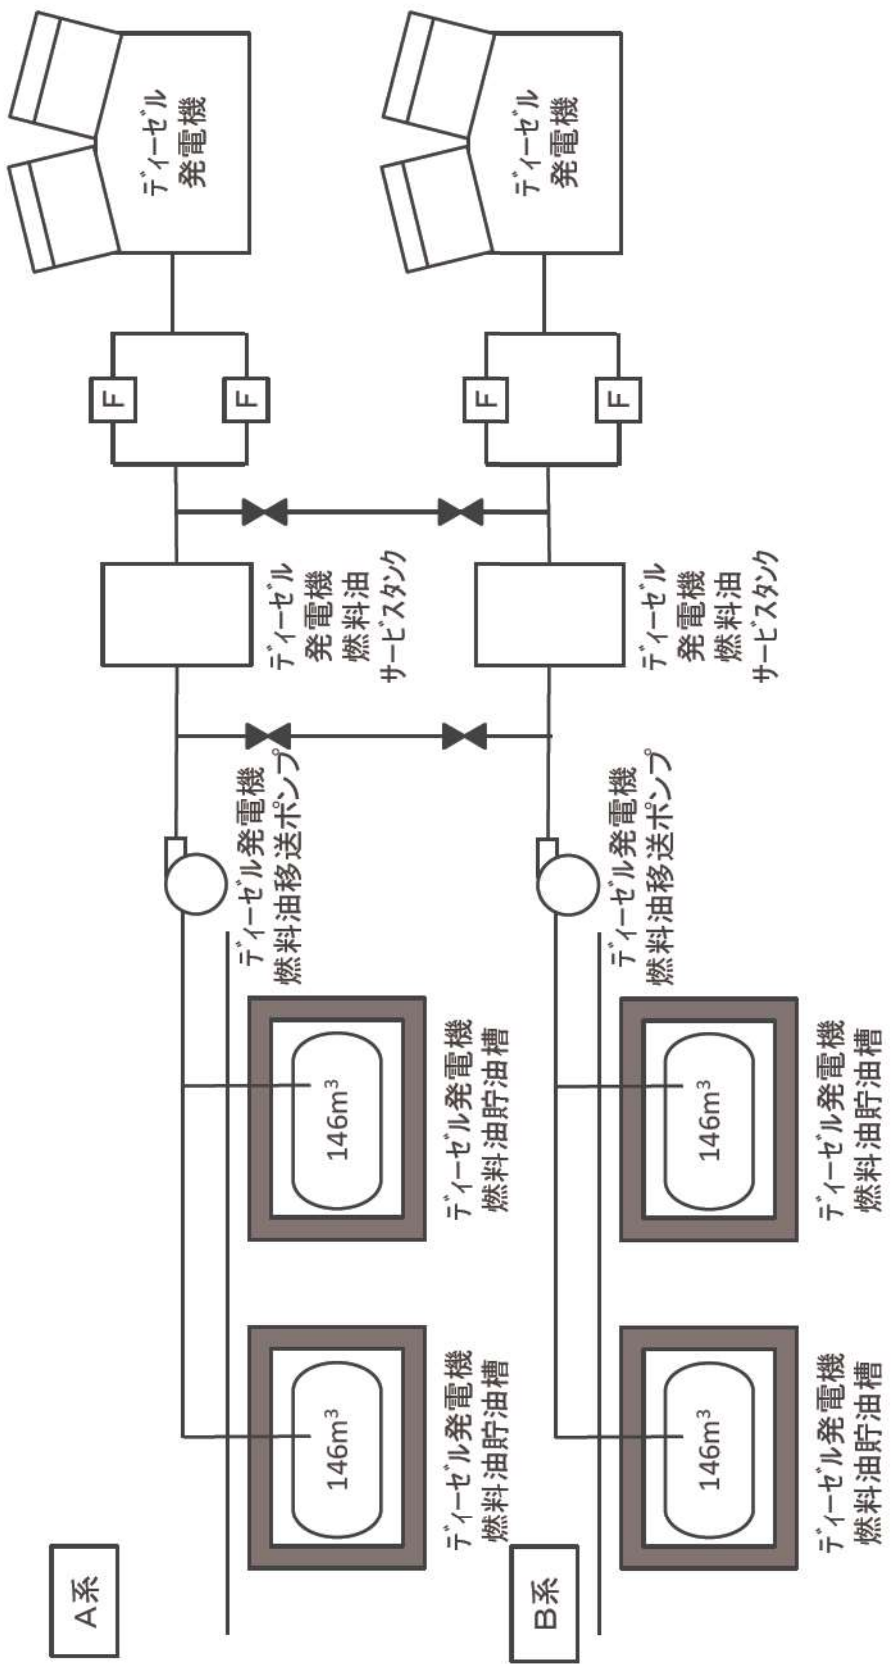 A系
146m³
ディーゼル発電機
燃料油貯油槽
146m³
ディーゼル発電機
燃料油貯油槽
ディーゼル発電機
燃料油移送ポンプ
ディーゼル
発電機
燃料油
サービスタンク
F
F
ディーゼル
発電機
B系
146m³
ディーゼル発電機
燃料油貯油槽
146m³
ディーゼル発電機
燃料油貯油槽
ディーゼル発電機
燃料油移送ポンプ
ディーゼル
発電機
燃料油
サービスタンク
F
F
ディーゼル
発電機